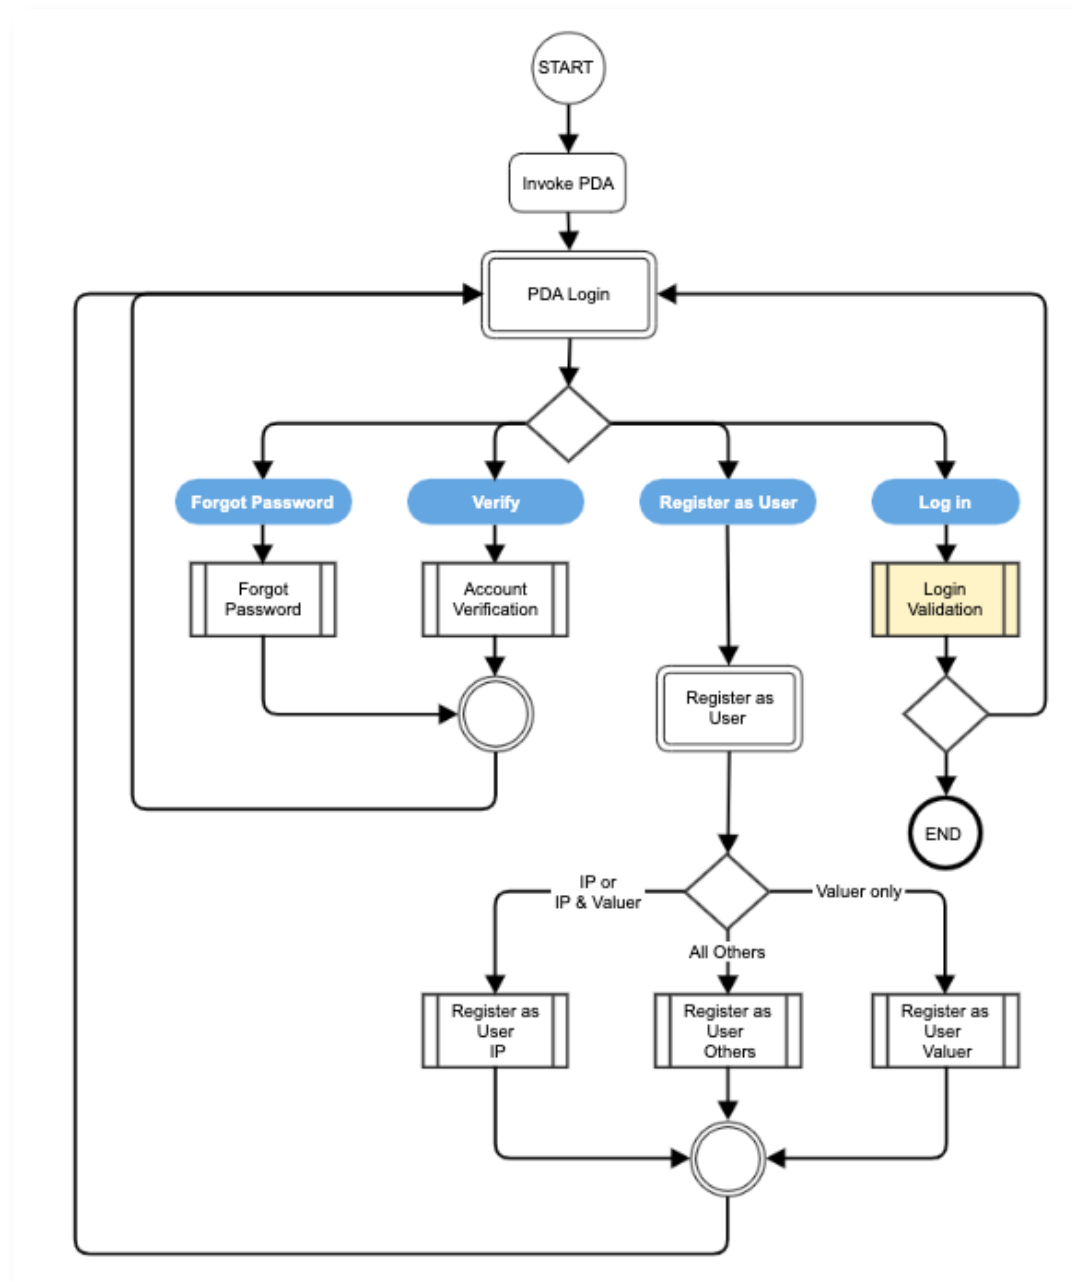 START
Invoke PDA
PDA Login
Forgot Password
Verify
Register as User
Log in
Forgot
Password
Account
Verification
Login
Validation
Register as
User
END
IP or
IP & Valuer
Valuer only
All Others
Register as
User
IP
Register as
User
Others
Register as
User
Valuer